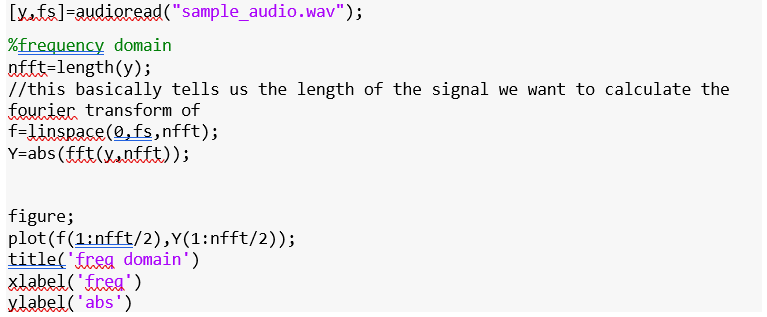 [y,fs]=audioread("sample_audio.wav");
%frequency domain
nfft=length(y);
//this basically tells us the length of the signal we want to calculate the
fourier transform of
f=linspace(0,fs,nfft);
Y=abs(fft(y,nfft));
figure;
plot(f(1:nfft/2),Y(1:nfft/2));
title('freq domain')
xlabel('freq')
ylabel('abs')